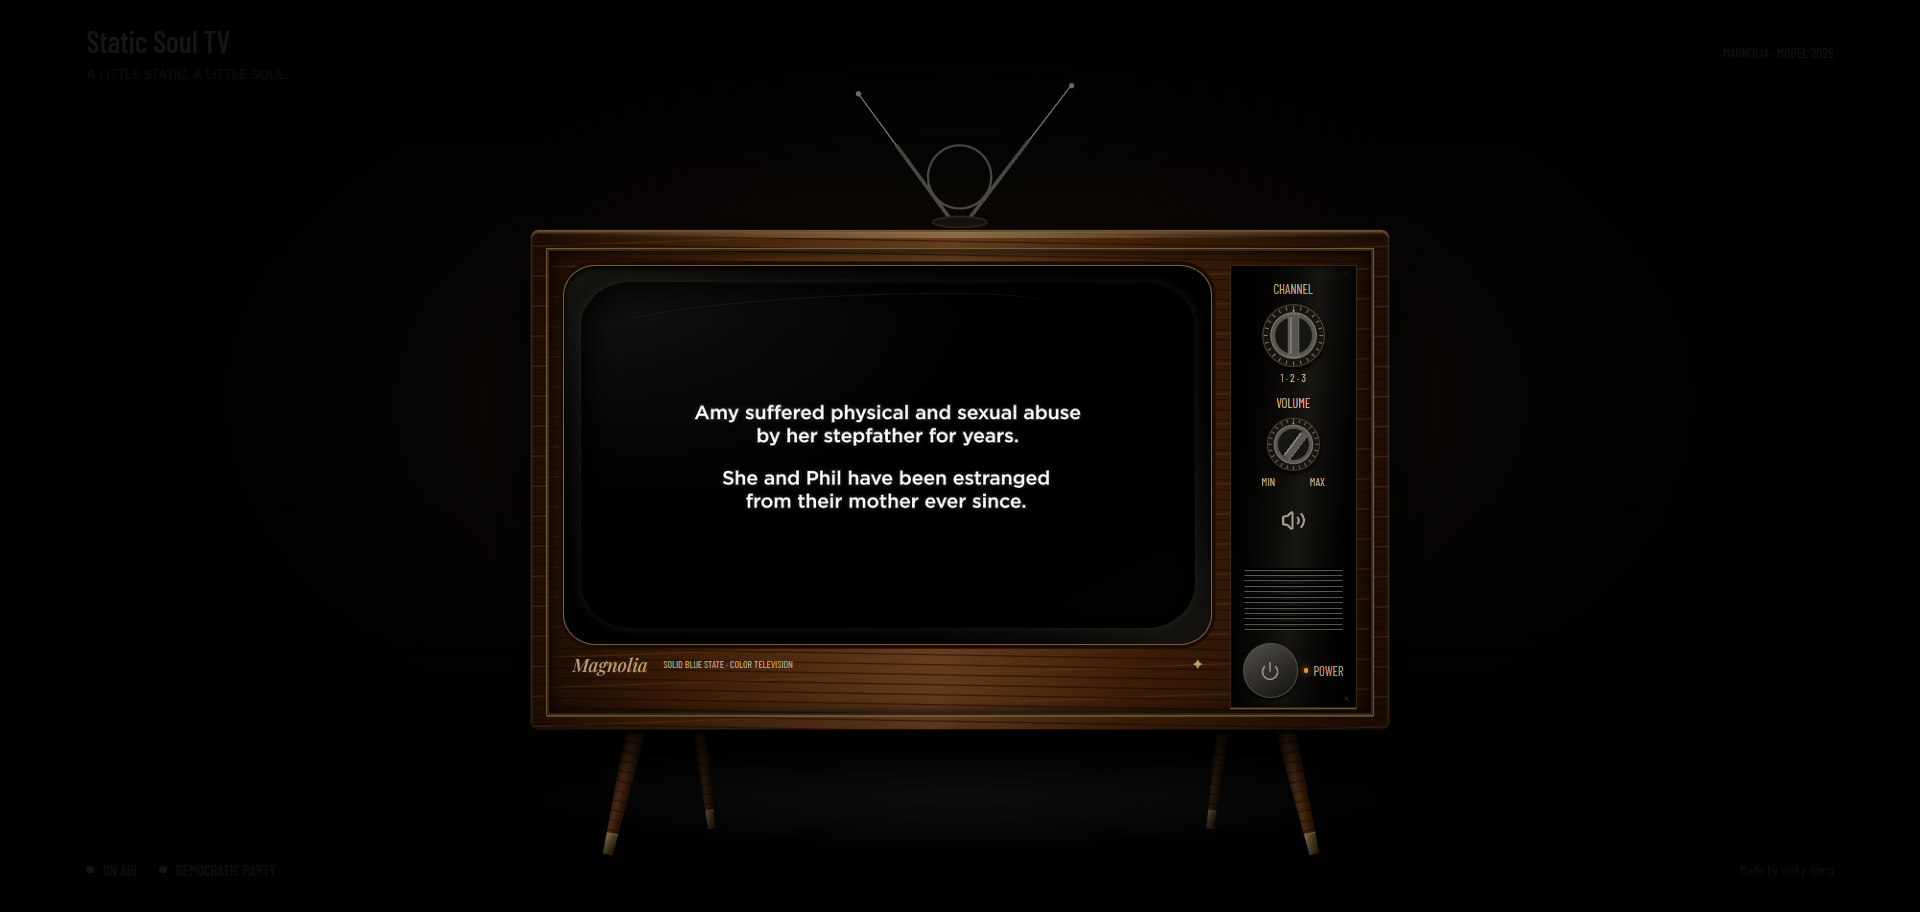 Static Soul TV
A LITTLE STATIC. A LITTLE SOUL.
MAGNOLIA · MODEL 2026
CHANNEL
1 · 2 · 3
VOLUME
MIN MAX
Amy suffered physical and sexual abuse
by her stepfather for years.
She and Phil have been estranged
from their mother ever since.
Magnolia SOLID BLUE STATE · COLOR TELEVISION
POWER
ON AIR DEMOCRATIC PARTY
Made by Vicky Wong